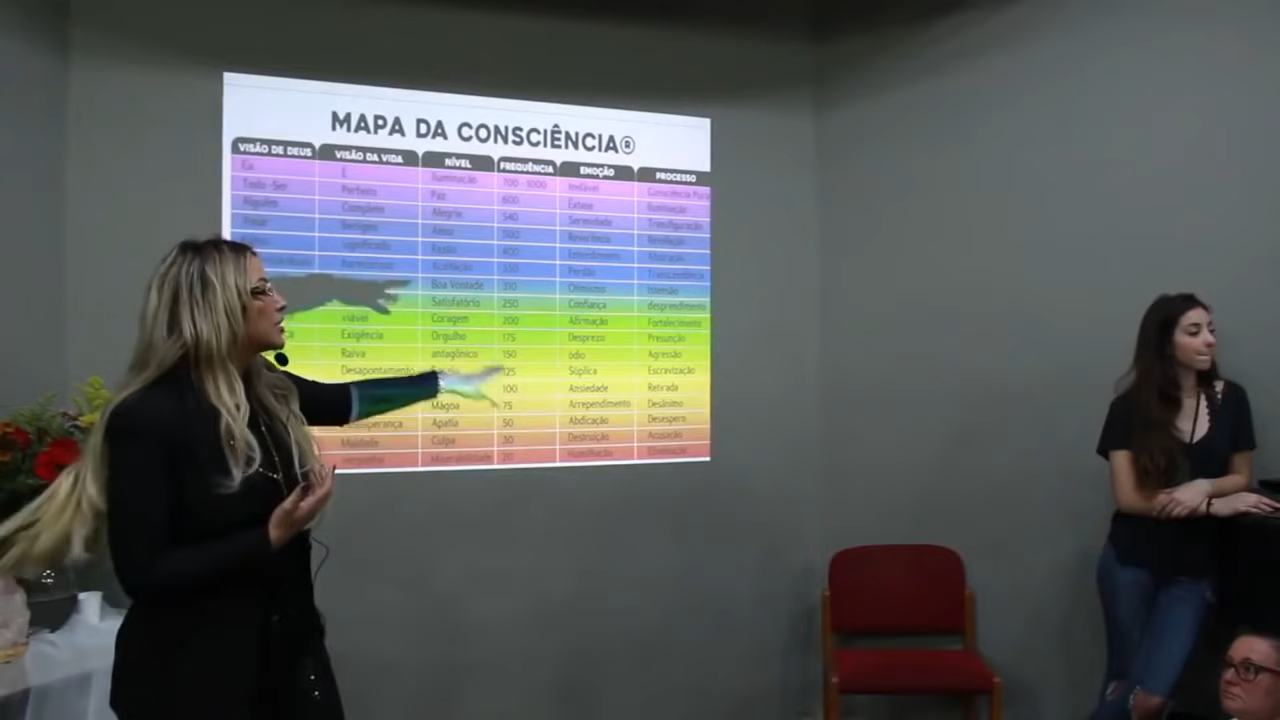 MAPA DA CONSCIÊNCIA®
VISÃO DE DEUS VISÃO DA VIDA NÍVEL FREQUÊNCIA EMOÇÃO PROCESSO
Eu É Iluminação 700 - 1000 Inefável Consciência Pura
Todo-Ser Perfeito Paz 600 Êxtase Iluminação
Alguém Completo Alegria 540 Serenidade Transfiguração
Benigno Amor 500 Reverência Revelação
significado Razão 400 Entendimento Abstração
Harmonioso Aceitação 350 Perdão Transcendência
Boa Vontade 310 Otimismo Intensão
Satisfatório 250 Confiança desprendimento
viável Coragem 200 Afirmação Fortalecimento
Exigência Orgulho 175 Desprezo Presunção
Raiva antagônico 150 ódio Agressão
Desapontamento 125 Súplica Escravização
100 Ansiedade Retirada
Mágoa 75 Arrependimento Desânimo
Apatia 50 Abdicação Desespero
Maldade Culpa 30 Destruição Acusação
Miserabilidade 20 Humilhação Eliminação